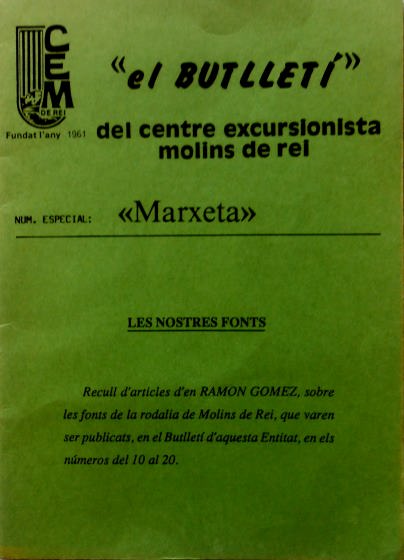 CEM
DE REI
Fundat l'any 1961
«el BUTLLETÍ»
del centre excursionista
molins de rei
NUM. ESPECIAL: «Marxeta»
LES NOSTRES FONTS
Recull d'articles d'en RAMON GOMEZ, sobre
les fonts de la rodalia de Molins de Rei, que varen
ser publicats, en el Butlletí d'aquesta Entitat, en els
números del 10 al 20.